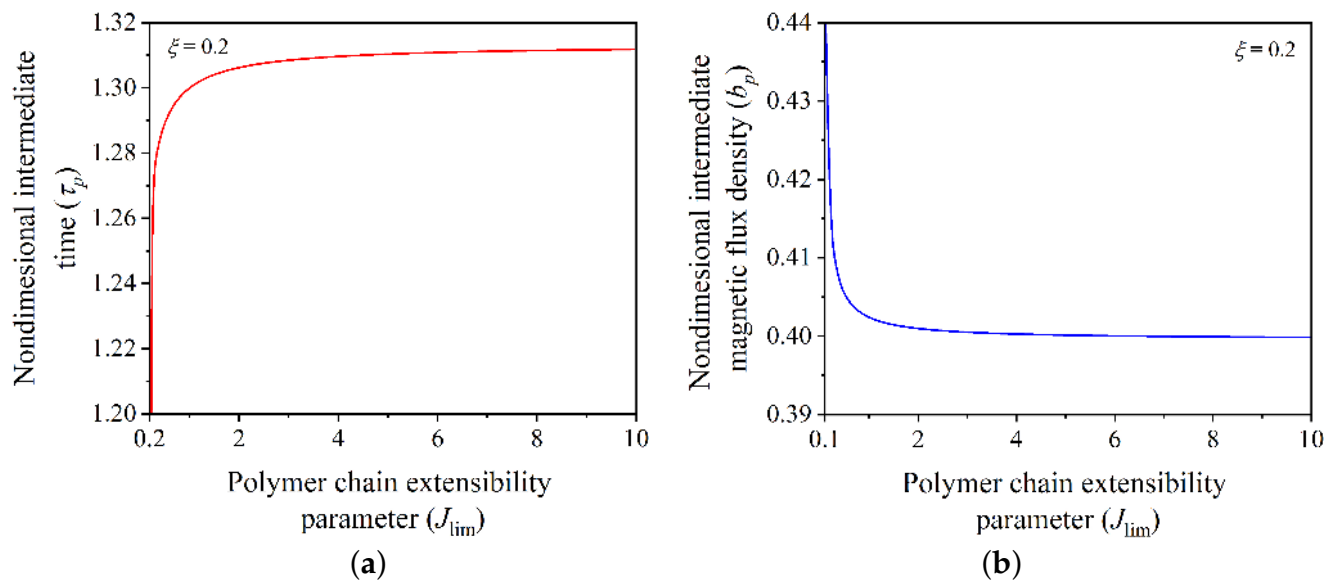 Nondimesional intermediate
time (τp)
1.32
1.31
1.30
1.28
1.26
1.24
1.22
1.20
ξ = 0.2
0.2 2 4 6 8 10
Polymer chain extensibility
parameter (Jlim)
(a)
Nondimesional intermediate
magnetic flux density (bp)
0.44
0.43
0.42
0.41
0.40
0.39
ξ = 0.2
0.1 2 4 6 8 10
Polymer chain extensibility
parameter (Jlim)
(b)